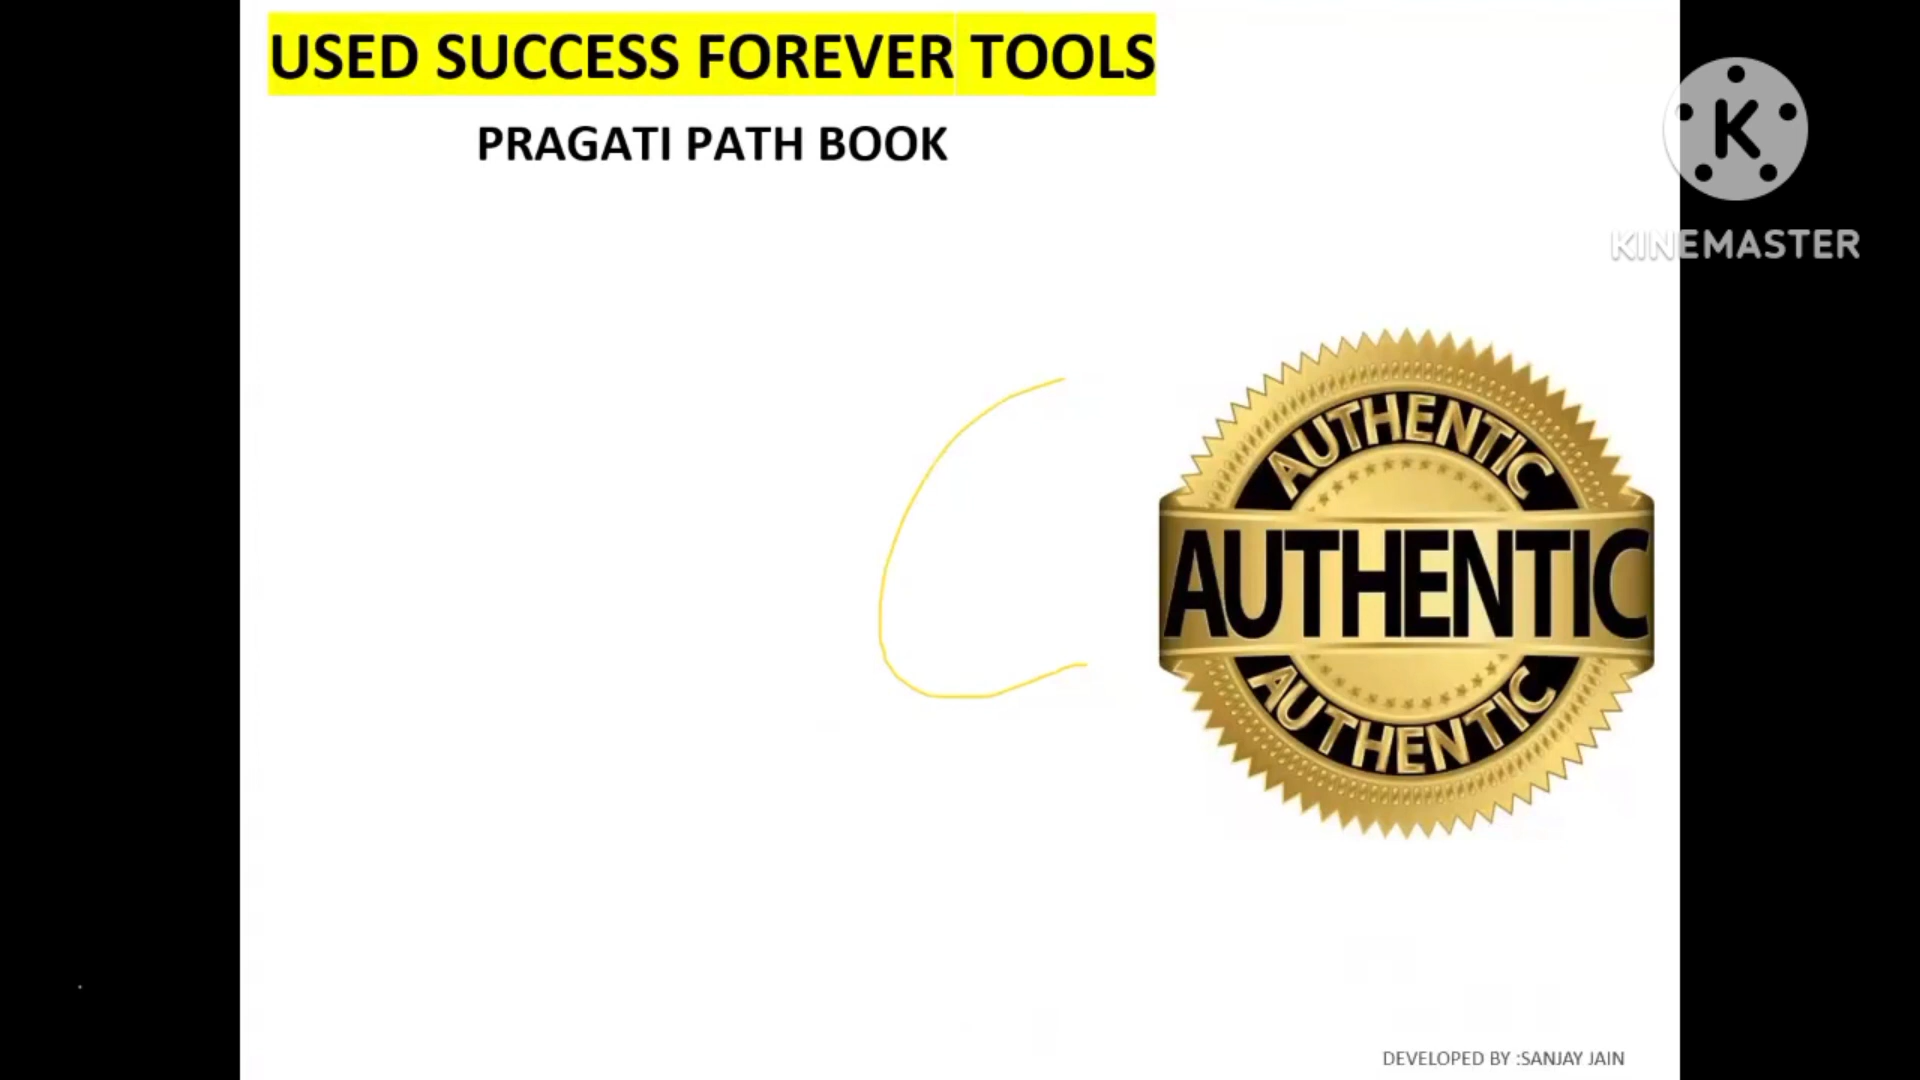 USED SUCCESS FOREVER TOOLS
PRAGATI PATH BOOK
K
KINEMASTER
AUTHENTIC
AUTHENTIC
AUTHENTIC
DEVELOPED BY :SANJAY JAIN